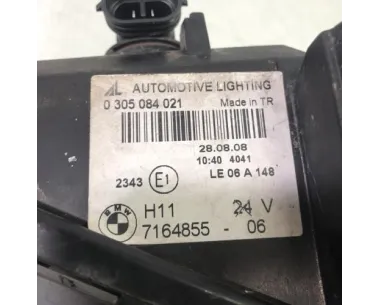 AL AUTOMOTIVE LIGHTING
0 305 084 021 Made in TR
28.08.08
10:40 4041
2343 E1 LE 06 A 148
BMW H11 24 V
7164855 - 06